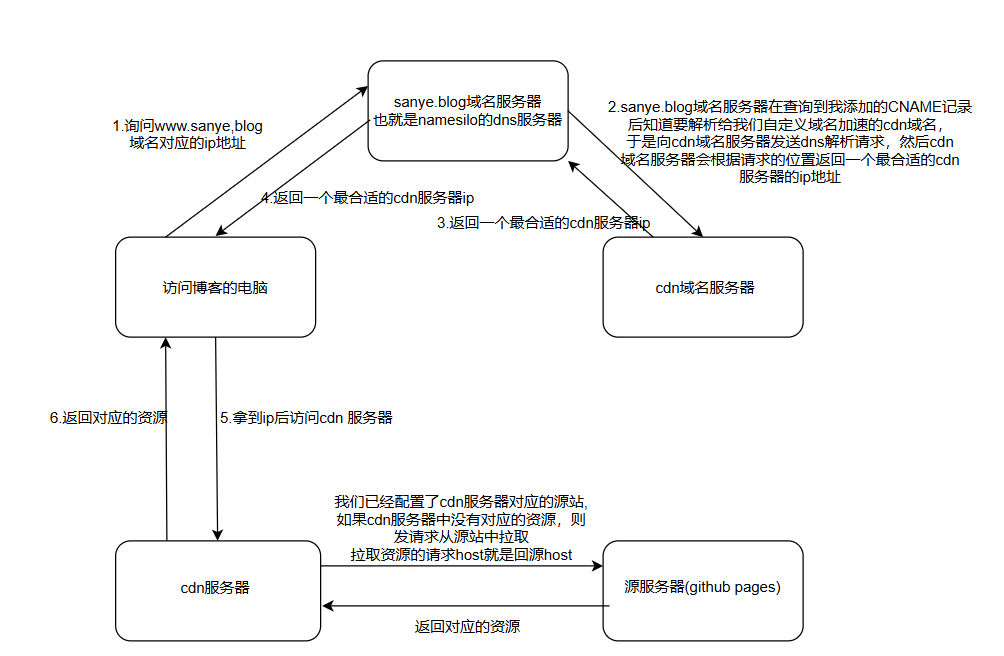 sanye.blog域名服务器
也就是namesilo的dns服务器
1.询问www.sanye,blog
域名对应的ip地址
2.sanye.blog域名服务器在查询到我添加的CNAME记录
后知道要解析给我们自定义域名加速的cdn域名，
于是向cdn域名服务器发送dns解析请求，然后cdn
域名服务器会根据请求的位置返回一个最合适的cdn
服务器的ip地址
4.返回一个最合适的cdn服务器ip
3.返回一个最合适的cdn服务器ip
访问博客的电脑
cdn域名服务器
6.返回对应的资源
5.拿到ip后访问cdn 服务器
我们已经配置了cdn服务器对应的源站,
如果cdn服务器中没有对应的资源，则
发请求从源站中拉取
拉取资源的请求host就是回源host
cdn服务器
源服务器(github pages)
返回对应的资源